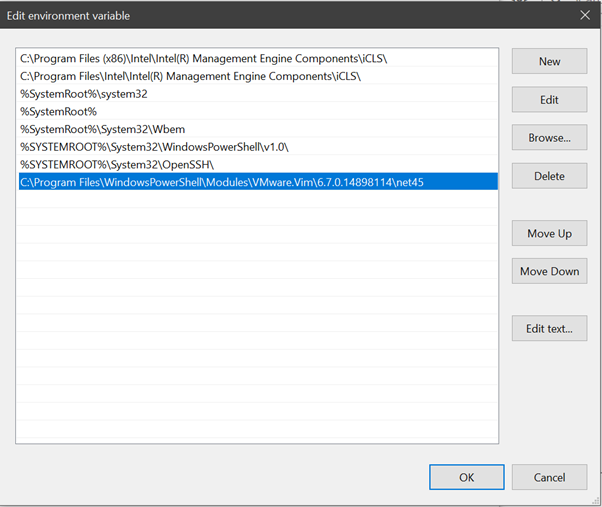 Edit environment variable
C:\Program Files (x86)\Intel\Intel(R) Management Engine Components\iCLS\
C:\Program Files\Intel\Intel(R) Management Engine Components\iCLS\
%SystemRoot%\system32
%SystemRoot%
%SystemRoot%\System32\Wbem
%SYSTEMROOT%\System32\WindowsPowerShell\v1.0\
%SYSTEMROOT%\System32\OpenSSH\
C:\Program Files\WindowsPowerShell\Modules\VMware.Vim\6.7.0.14898114\net45
New
Edit
Browse...
Delete
Move Up
Move Down
Edit text...
OK
Cancel